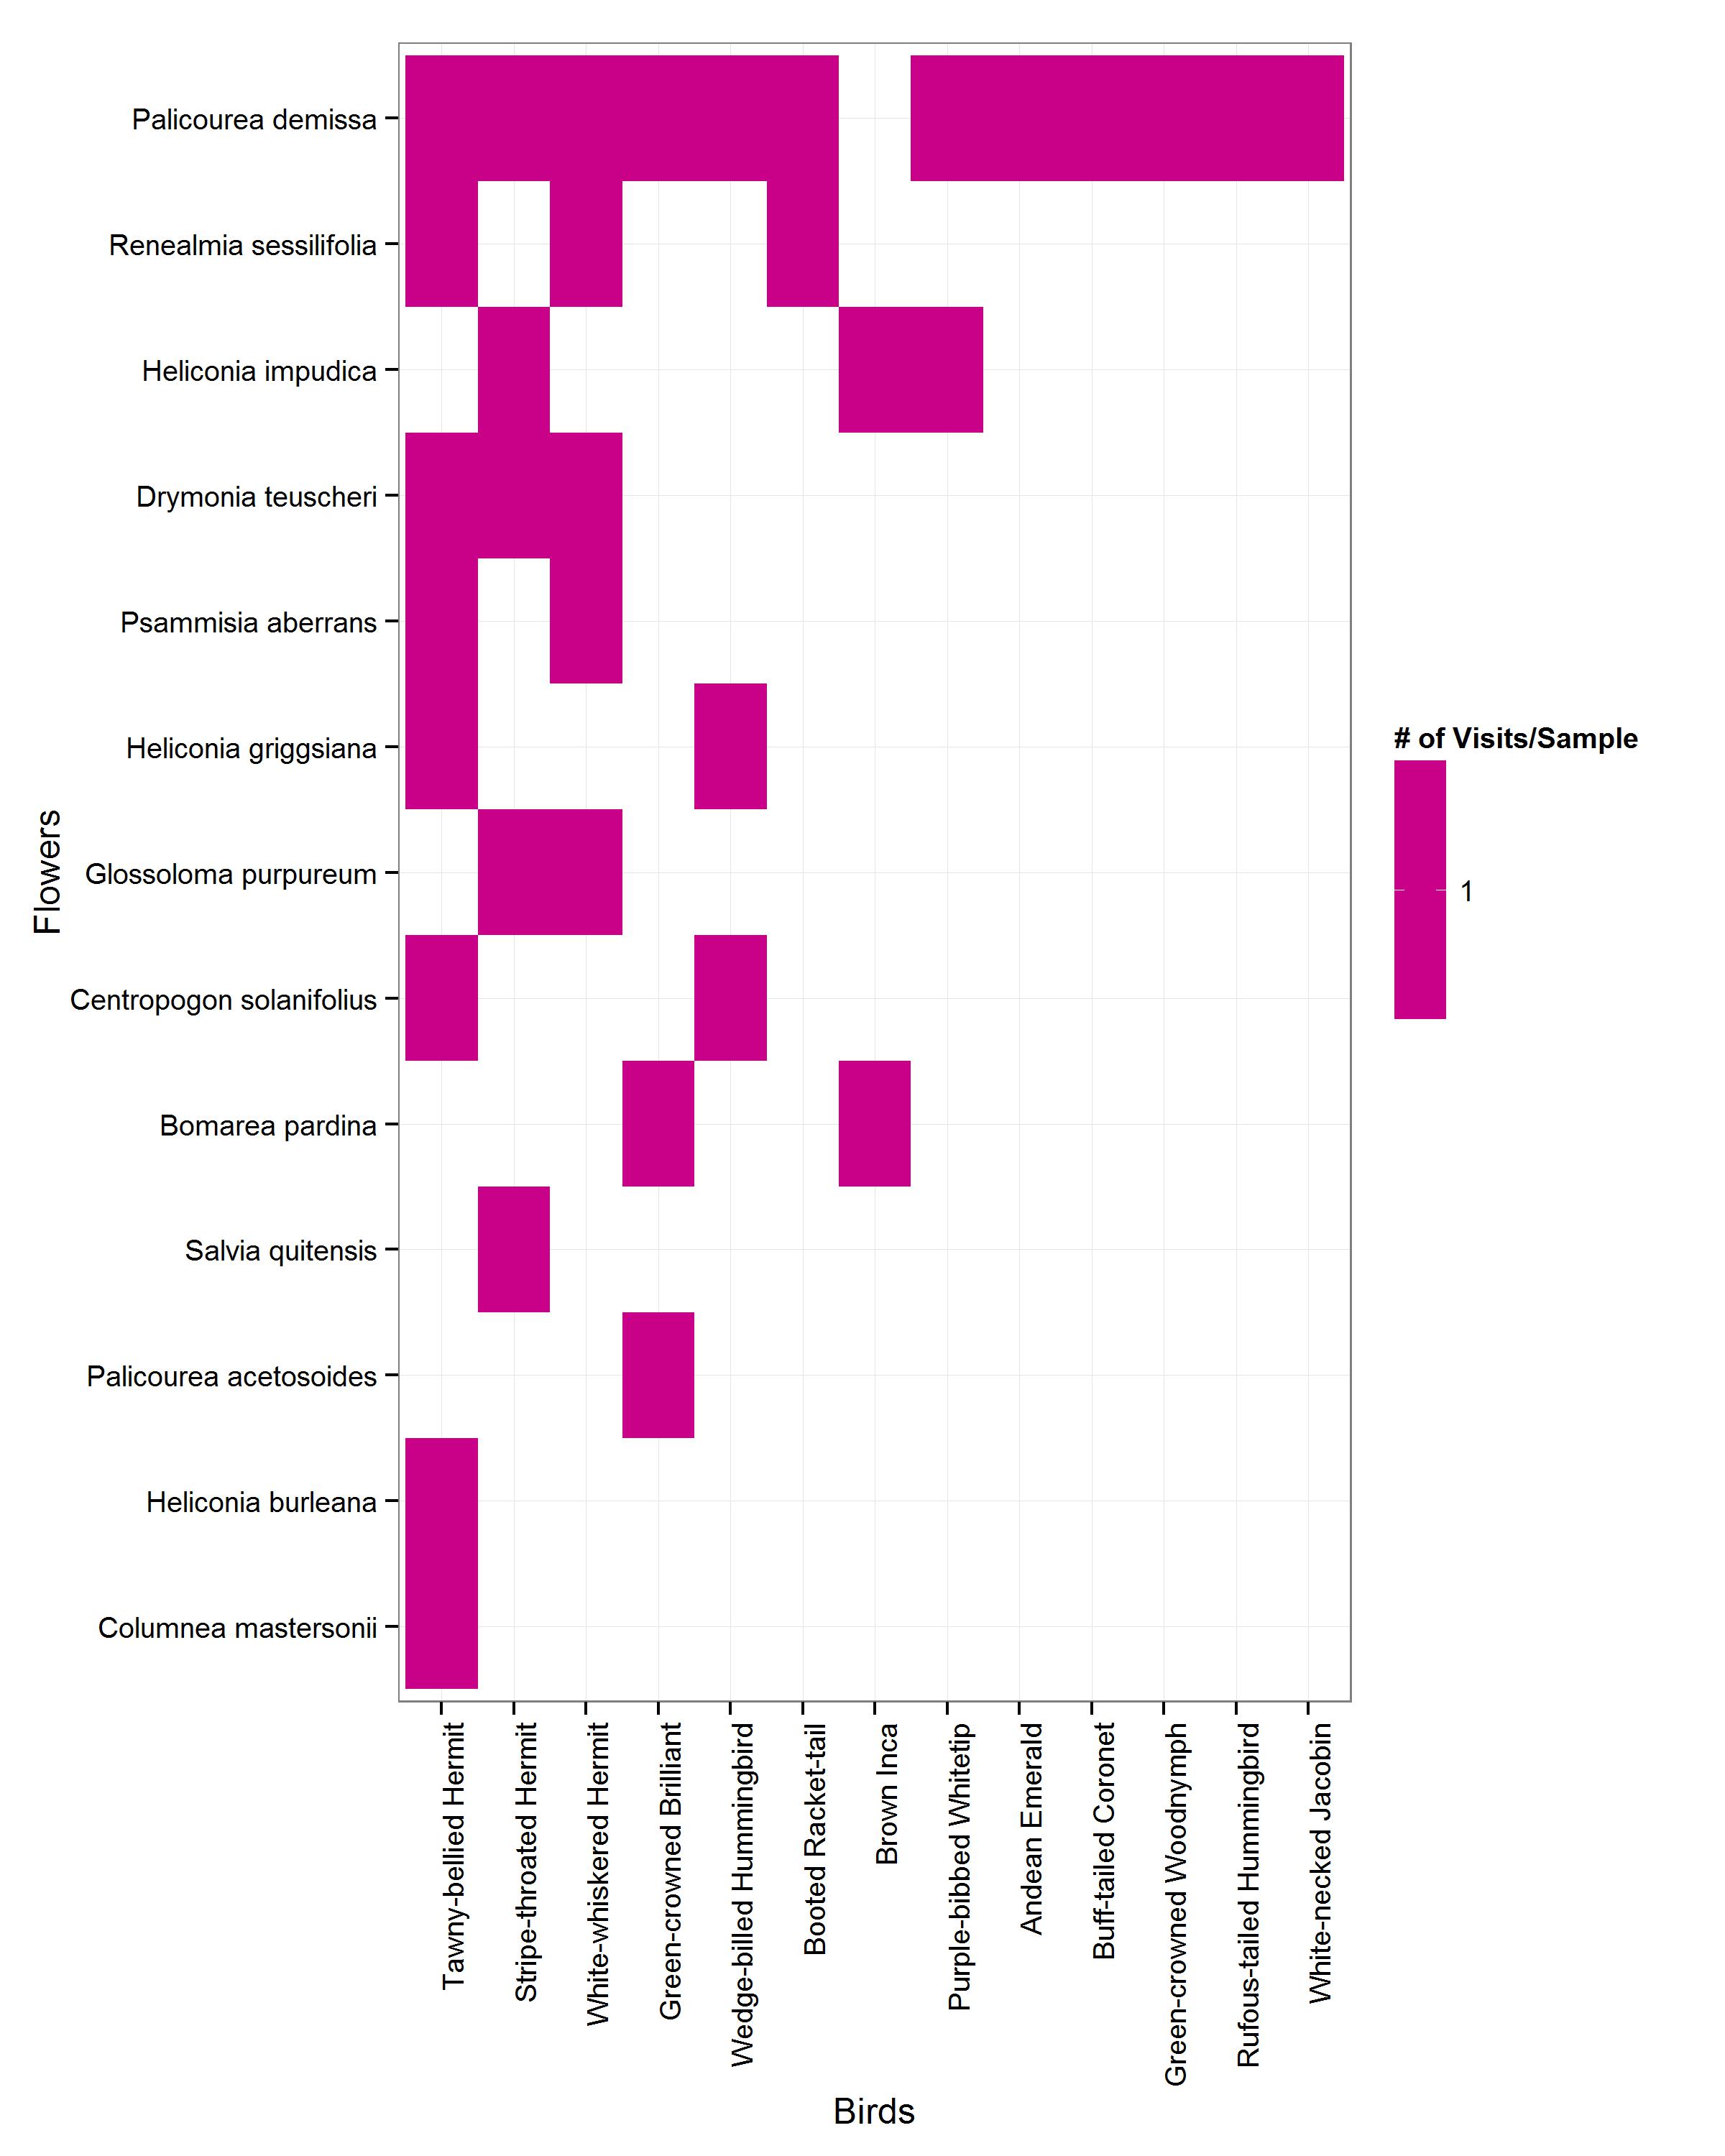 Palicourea demissa
Renealmia sessilifolia
Heliconia impudica
Drymonia teuscheri
Psammisia aberrans
Heliconia griggsiana
Glossoloma purpureum
Centropogon solanifolius
Bomarea pardina
Salvia quitensis
Palicourea acetosoides
Heliconia burleana
Columnea mastersonii
Flowers
# of Visits/Sample
1
Tawny-bellied Hermit
Stripe-throated Hermit
White-whiskered Hermit
Green-crowned Brilliant
Wedge-billed Hummingbird
Booted Racket-tail
Brown Inca
Purple-bibbed Whitetip
Andean Emerald
Buff-tailed Coronet
Green-crowned Woodnymph
Rufous-tailed Hummingbird
White-necked Jacobin
Birds